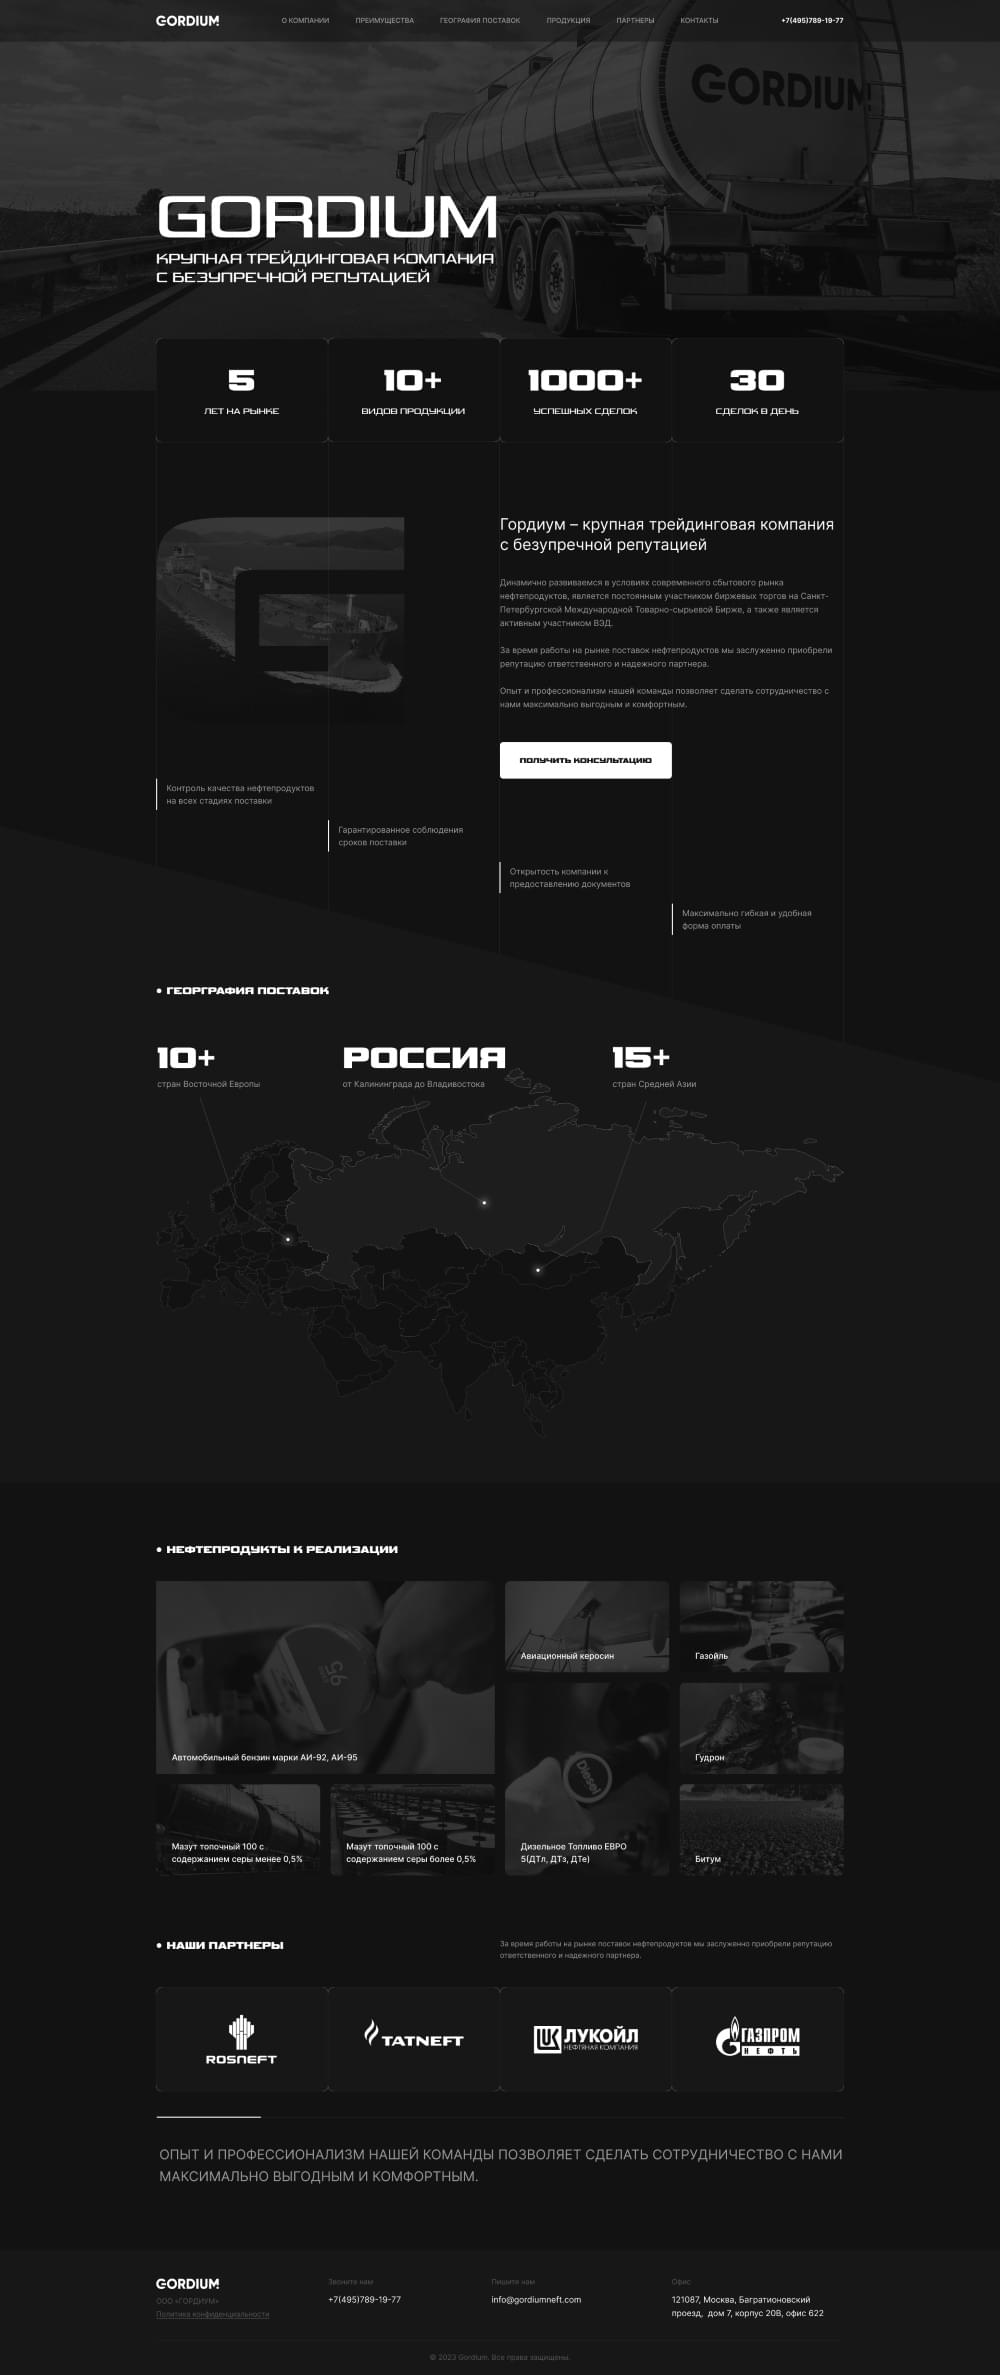 GORDIUM
О КОМПАНИИ
ПРЕИМУЩЕСТВА
ГЕОГРАФИЯ ПОСТАВОК
ПРОДУКЦИЯ
ПАРТНЕРЫ
КОНТАКТЫ
+7(495)789-19-77
GORDIUM
GORDIUM
КРУПНАЯ ТРЕЙДИНГОВАЯ КОМПАНИЯ
С БЕЗУПРЕЧНОЙ РЕПУТАЦИЕЙ
5
ЛЕТ НА РЫНКЕ
10+
ВИДОВ ПРОДУКЦИИ
1000+
УСПЕШНЫХ СДЕЛОК
30
СДЕЛОК В ДЕНЬ
Гордиум – крупная трейдинговая компания
с безупречной репутацией
Динамично развиваемся в условиях современного сбытового рынка
нефтепродуктов, является постоянным участником биржевых торгов на Санкт-
Петербургской Международной Товарно-сырьевой Бирже, а также является
активным участником ВЭД.
За время работы на рынке поставок нефтепродуктов мы заслуженно приобрели
репутацию ответственного и надежного партнера.
Опыт и профессионализм нашей команды позволяет сделать сотрудничество с
нами максимально выгодным и комфортным.
ПОЛУЧИТЬ КОНСУЛЬТАЦИЮ
Контроль качества нефтепродуктов
на всех стадиях поставки
Гарантированное соблюдения
сроков поставки
Открытость компании к
предоставлению документов
Максимально гибкая и удобная
форма оплаты
• ГЕОРГРАФИЯ ПОСТАВОК
10+
стран Восточной Европы
РОССИЯ
от Калининграда до Владивостока
15+
стран Средней Азии
• НЕФТЕПРОДУКТЫ К РЕАЛИЗАЦИИ
95
Автомобильный бензин марки АИ-92, АИ-95
Авиационный керосин
Газойль
Diesel
Гудрон
Мазут топочный 100 с
содержанием серы менее 0,5%
Мазут топочный 100 с
содержанием серы более 0,5%
Дизельное Топливо ЕВРО
5(ДТл, ДТз, ДТе)
Битум
• НАШИ ПАРТНЕРЫ
За время работы на рынке поставок нефтепродуктов мы заслуженно приобрели репутацию
ответственного и надежного партнера.
ROSNEFT
TATNEFT
LUK ЛУКОЙЛ
НЕФТЯНАЯ КОМПАНИЯ
ГАЗПРОМ
НЕФТЬ
ОПЫТ И ПРОФЕССИОНАЛИЗМ НАШЕЙ КОМАНДЫ ПОЗВОЛЯЕТ СДЕЛАТЬ СОТРУДНИЧЕСТВО С НАМИ
МАКСИМАЛЬНО ВЫГОДНЫМ И КОМФОРТНЫМ.
GORDIUM
ООО «ГОРДИУМ»
Политика конфиденциальности
Звоните нам
+7(495)789-19-77
Пишите нам
info@gordiumneft.com
Офис
121087, Москва, Багратионовский
проезд, дом 7, корпус 20В, офис 622
© 2023 Gordium. Все права защищены.